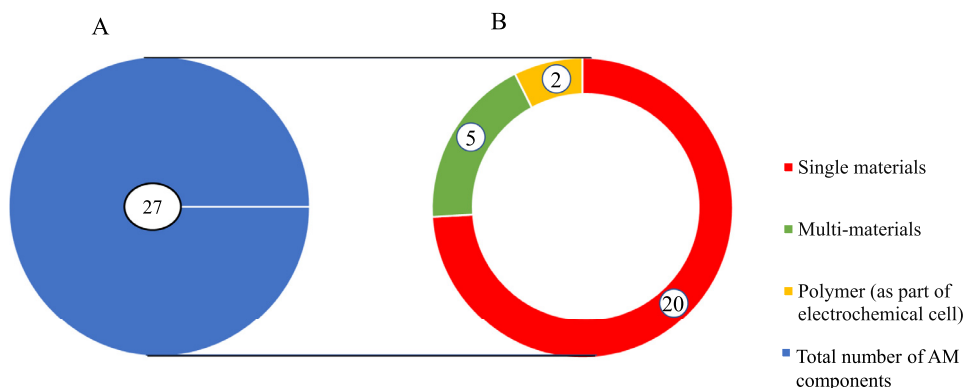 A
B
27
2
5
20
Single materials
Multi-materials
Polymer (as part of
electrochemical cell)
Total number of AM
components